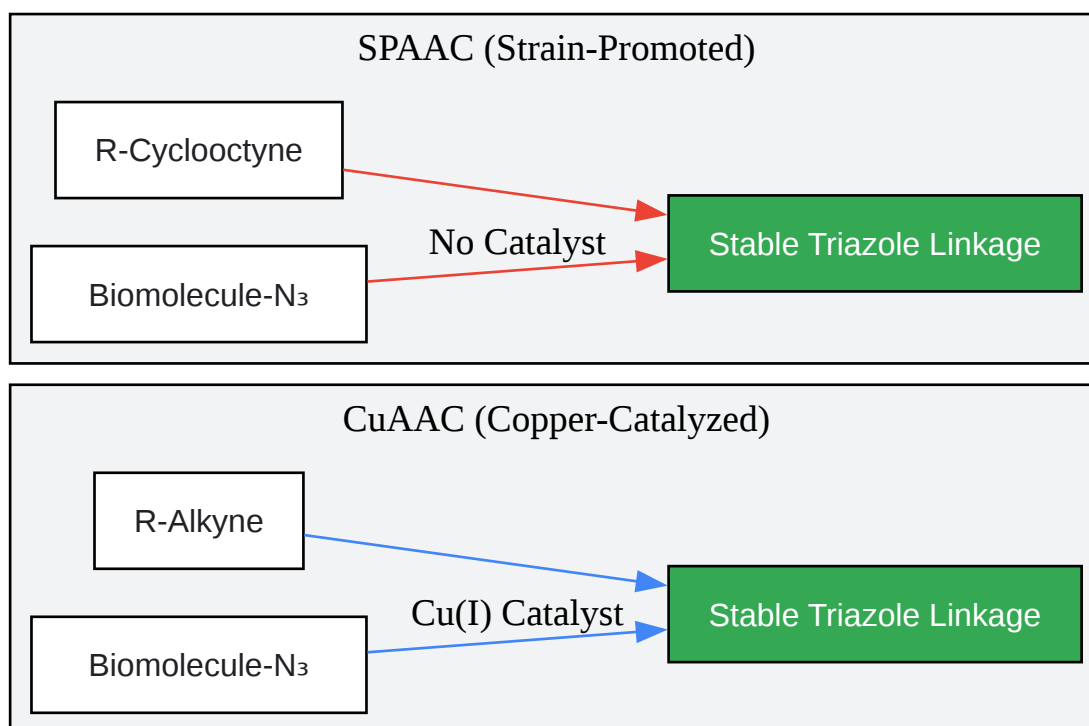 SPAAC (Strain-Promoted)
R-Cyclooctyne
No Catalyst
Stable Triazole Linkage
Biomolecule-N₃
CuAAC (Copper-Catalyzed)
R-Alkyne
Cu(I) Catalyst
Stable Triazole Linkage
Biomolecule-N₃